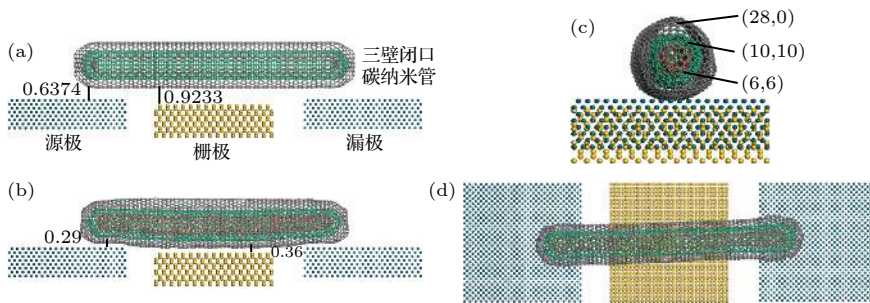 (a)
三壁闭口
碳纳米管
0.6374
0.9233
源极
栅极
漏极
(b)
0.29
0.36
(c)
(28,0)
(10,10)
(6,6)
(d)